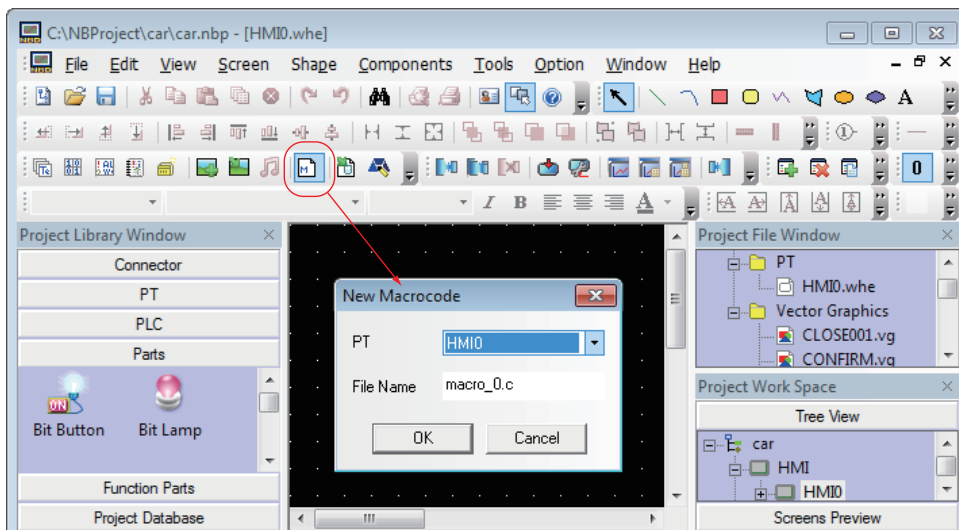 C:\NBProject\car\car.nbp - [HMI0.whe]
File Edit View Screen Shape Components Tools Option Window Help
A
M
0
I B A
Project Library Window
Connector
PT
PLC
Parts
ON
Bit Button Bit Lamp
Function Parts
Project Database
New Macrocode
PT HMI0
File Name macro_0.c
OK Cancel
Project File Window
PT
HMI0.whe
Vector Graphics
CLOSE001.vg
CONFIRM.vg
Project Work Space
Tree View
car
HMI
HMI0
Screens Preview